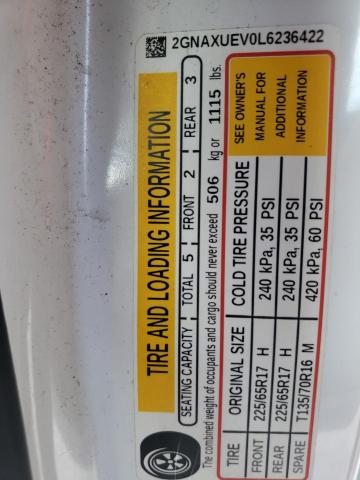 2GNAXUEV0L6236422
TIRE AND LOADING INFORMATION
SEATING CAPACITY TOTAL 5 FRONT 2 REAR 3
The combined weight of occupants and cargo should never exceed 506 kg or 1115 lbs.
TIRE ORIGINAL SIZE COLD TIRE PRESSURE SEE OWNER'S
FRONT 225/65R17 H 240 kPa, 35 PSI MANUAL FOR
REAR 225/65R17 H 240 kPa, 35 PSI ADDITIONAL
SPARE T135/70R16 M 420 kPa, 60 PSI INFORMATION